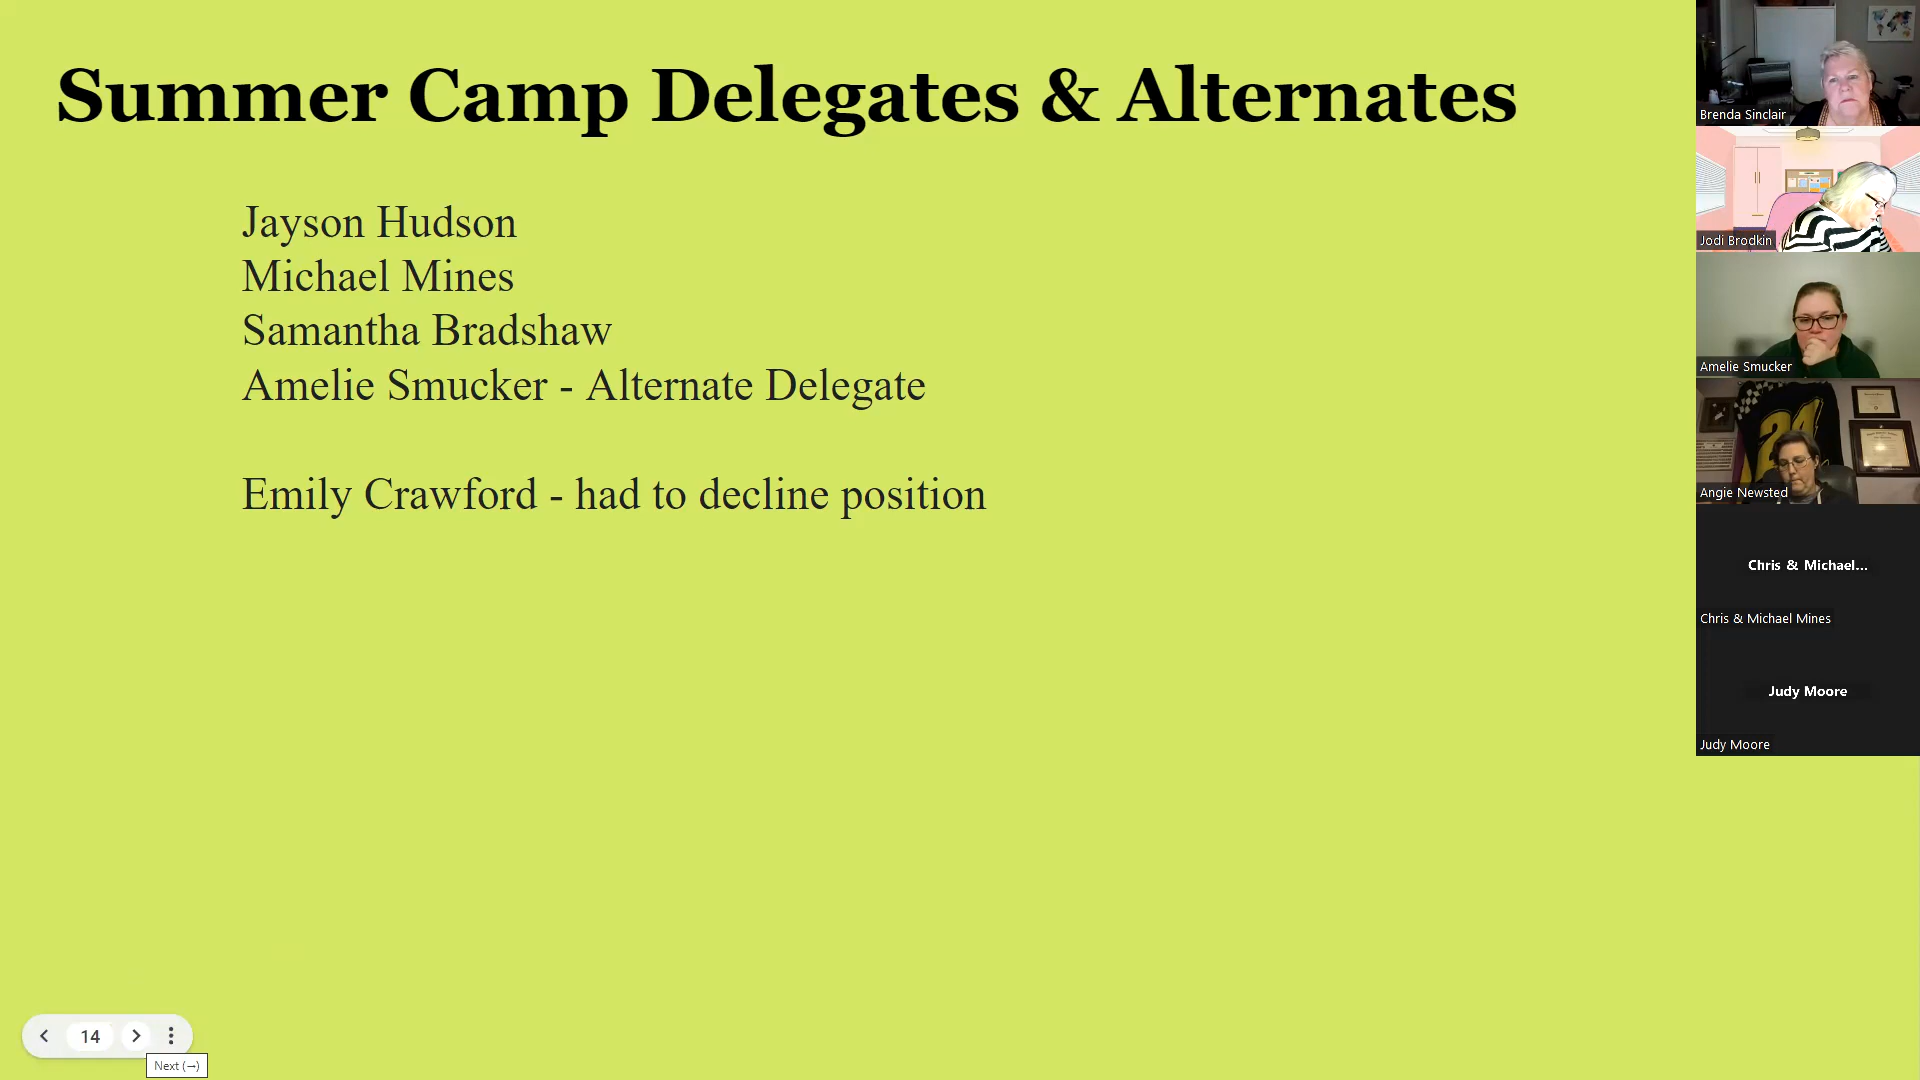 Summer Camp Delegates & Alternates
Jayson Hudson
Michael Mines
Samantha Bradshaw
Amelie Smucker - Alternate Delegate
Emily Crawford - had to decline position
14
Next (→)
Brenda Sinclair
Jodi Brodkin
Amelie Smucker
24
Angie Newsted
Chris & Michael...
Chris & Michael Mines
Judy Moore
Judy Moore